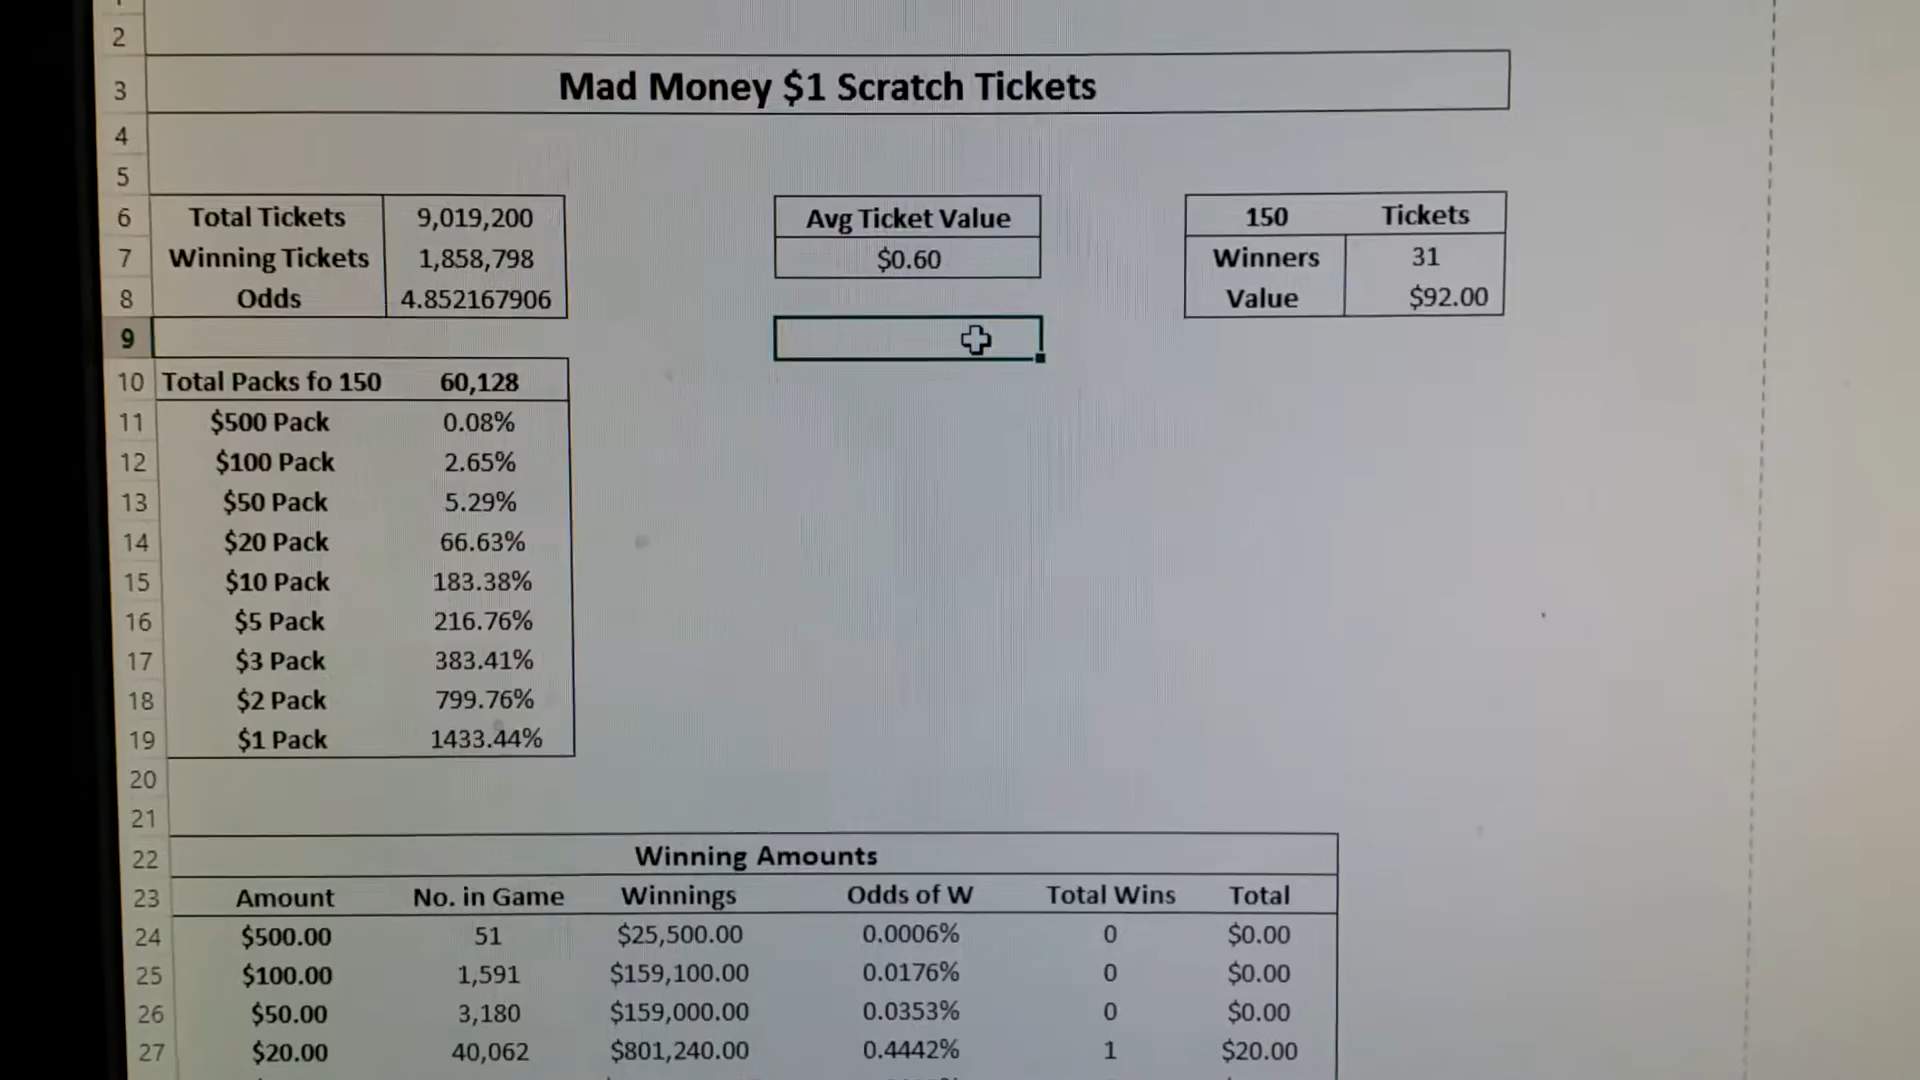 2
3 Mad Money $1 Scratch Tickets
4
5
6 Total Tickets 9,019,200 Avg Ticket Value 150 Tickets
7 Winning Tickets 1,858,798 $0.60 Winners 31
8 Odds 4.852167906 Value $92.00
9
10 Total Packs fo 150 60,128
11 $500 Pack 0.08%
12 $100 Pack 2.65%
13 $50 Pack 5.29%
14 $20 Pack 66.63%
15 $10 Pack 183.38%
16 $5 Pack 216.76%
17 $3 Pack 383.41%
18 $2 Pack 799.76%
19 $1 Pack 1433.44%
20
21
22 Winning Amounts
23 Amount No. in Game Winnings Odds of W Total Wins Total
24 $500.00 51 $25,500.00 0.0006% 0 $0.00
25 $100.00 1,591 $159,100.00 0.0176% 0 $0.00
26 $50.00 3,180 $159,000.00 0.0353% 0 $0.00
27 $20.00 40,062 $801,240.00 0.4442% 1 $20.00